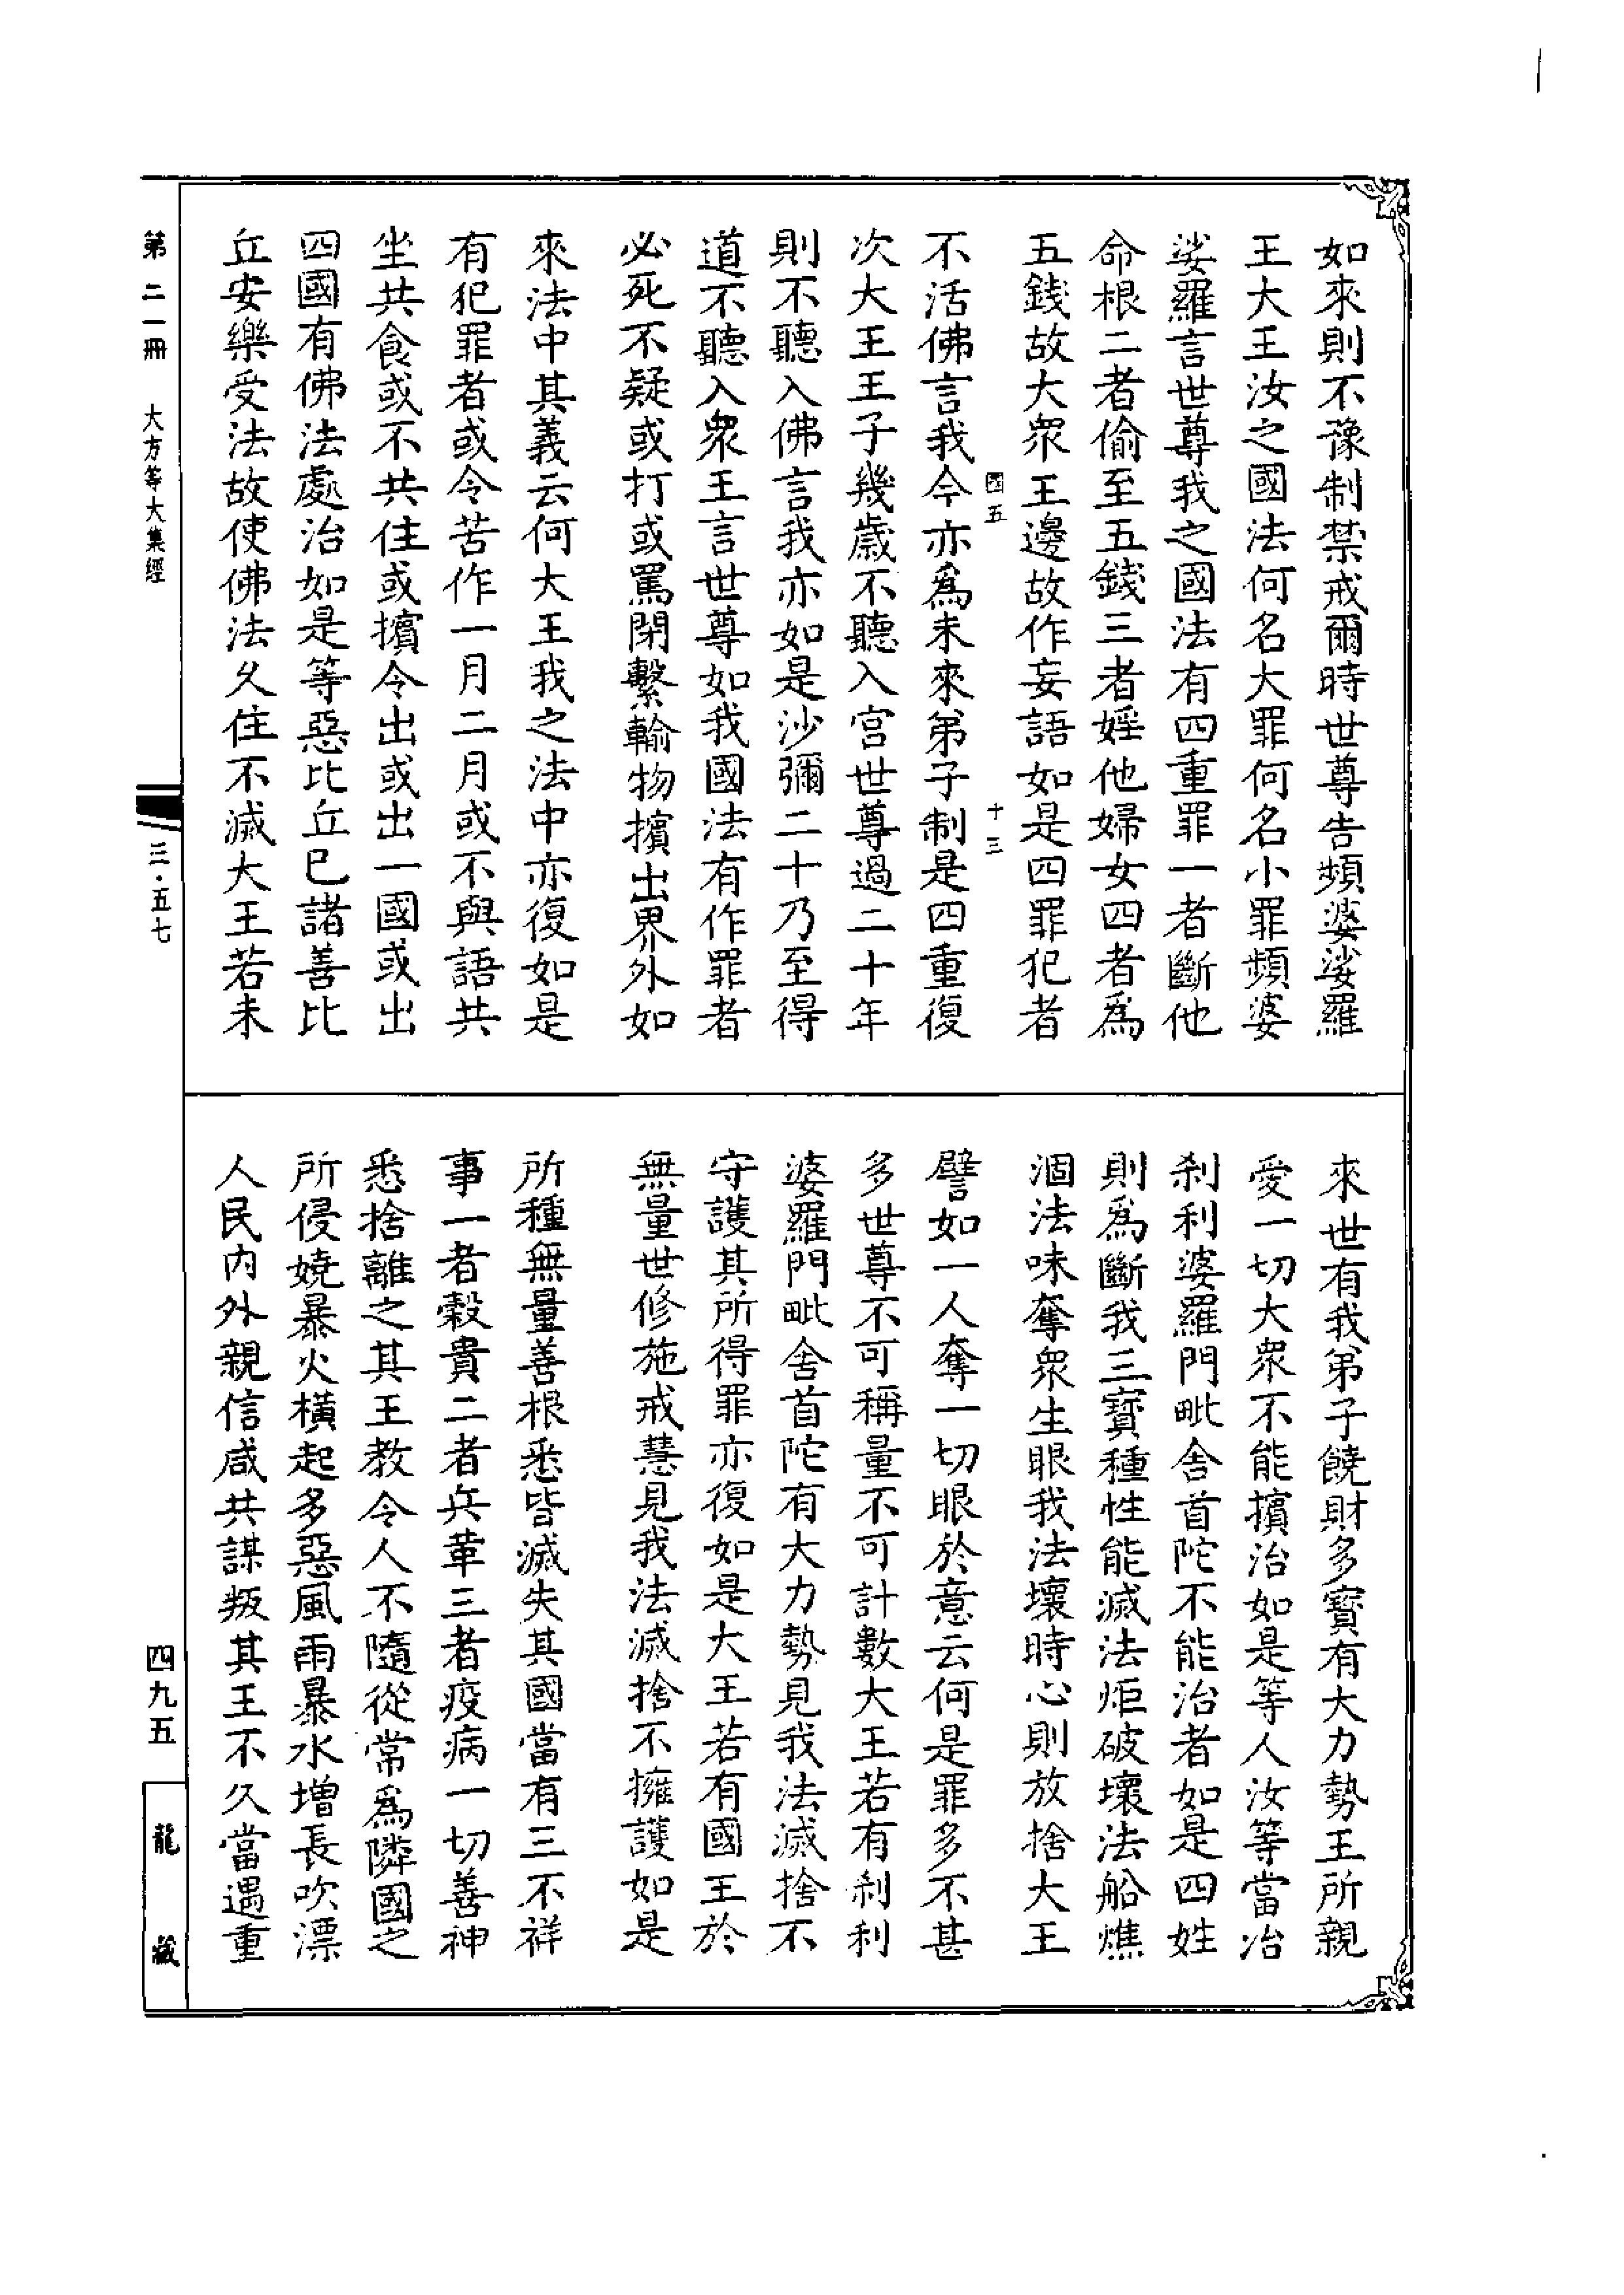 如來則不豫制禁戒爾時世尊告頻婆娑羅
王大王汝之國法何名大罪何名小罪頻婆
娑羅言世尊我之國法有四重罪一者斷他
命根二者偷至五錢三者婬他婦女四者爲
五錢故大眾王邊故作妄語如是四罪犯者
國五
十三
不活佛言我今亦爲未來弟子制是四重復
次大王王子幾歲不聽入宮世尊過二十年
則不聽入佛言我亦如是沙彌二十乃至得
道不聽入眾王言世尊如我國法有作罪者
必死不疑或打或罵閉繫輸物擯出界外如
來法中其義云何大王我之法中亦復如是
有犯罪者或令苦作一月二月或不與語共
坐共食或不共住或擯令出或出一國或出
四國有佛法處治如是等惡比丘已諸善比
丘安樂受法故使佛法久住不滅大王若未
來世有我弟子饒財多寶有大力勢王所親
愛一切大眾不能擯治如是等人汝等當治
刹利婆羅門毗舍首陀不能治者如是四姓
則爲斷我三寶種性能滅法炬破壞法船燋
涸法味奪眾生眼我法壞時心則放捨大王
譬如一人奪一切眼於意云何是罪多不甚
多世尊不可稱量不可計數大王若有刹利
婆羅門毗舍首陀有大力勢見我法滅捨不
守護其所得罪亦復如是大王若有國王於
無量世修施戒慧見我法滅捨不擁護如是
所種無量善根悉皆滅失其國當有三不祥
事一者穀貴二者兵革三者疫病一切善神
悉捨離之其王教令人不隨從常爲隣國之
所侵嬈暴火橫起多惡風雨暴水增長吹漂
人民內外親信咸共謀叛其王不久當遇重
第二一冊 大方等大集經
三·五七
四九五
龍藏